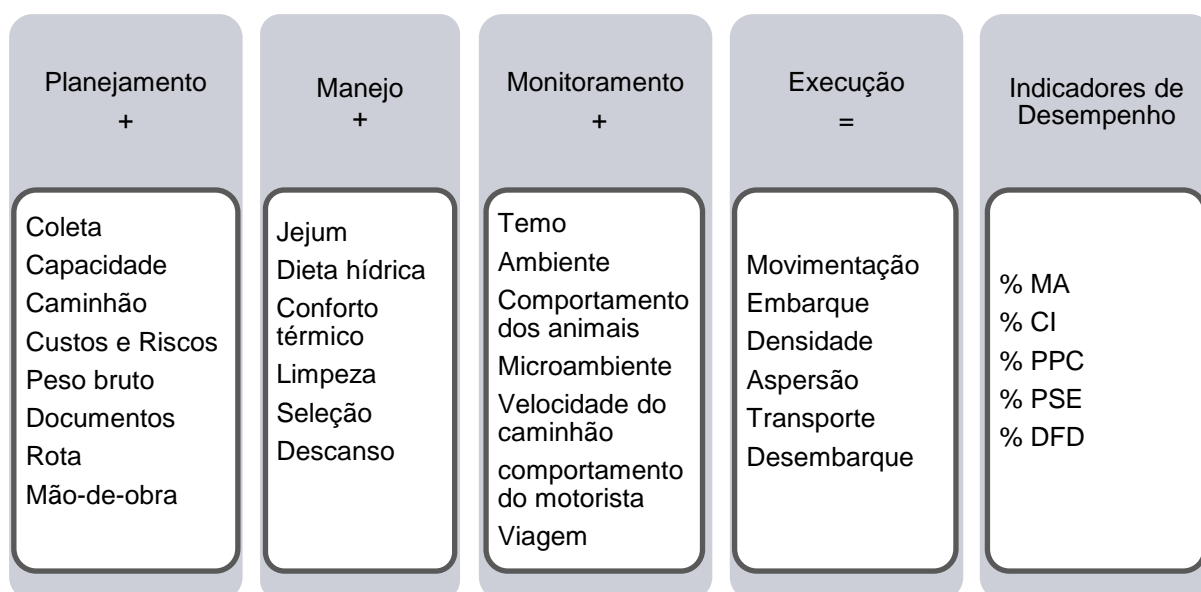 Planejamento
+
Coleta
Capacidade
Caminhão
Custos e Riscos
Peso bruto
Documentos
Rota
Mão-de-obra
Manejo
+
Jejum
Dieta hídrica
Conforto
térmico
Limpeza
Seleção
Descanso
Monitoramento
+
Temo
Ambiente
Comportamento
dos animais
Microambiente
Velocidade do
caminhão
comportamento
do motorista
Viagem
Execução
=
Movimentação
Embarque
Densidade
Aspersão
Transporte
Desembarque
Indicadores de
Desempenho
% MA
% CI
% PPC
% PSE
% DFD